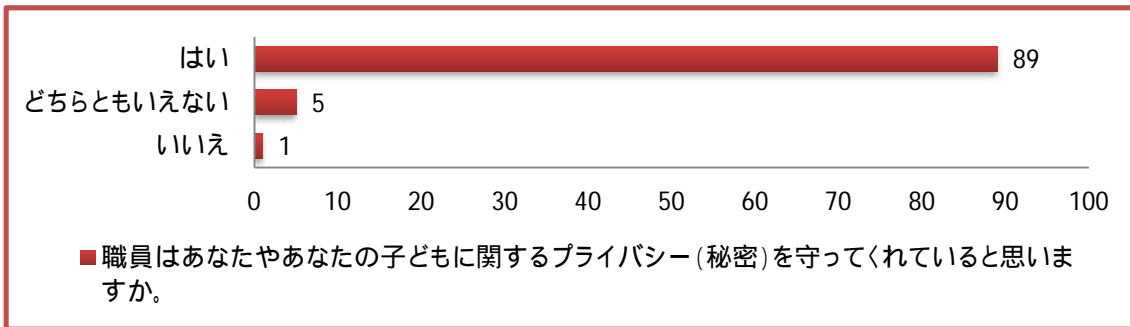 はい 89
どちらともいえない 5
いいえ 1
0 10 20 30 40 50 60 70 80 90 100
職員はあなたやあなたの子どもに関するプライバシー(秘密)を守ってくれていると思いま
すか。